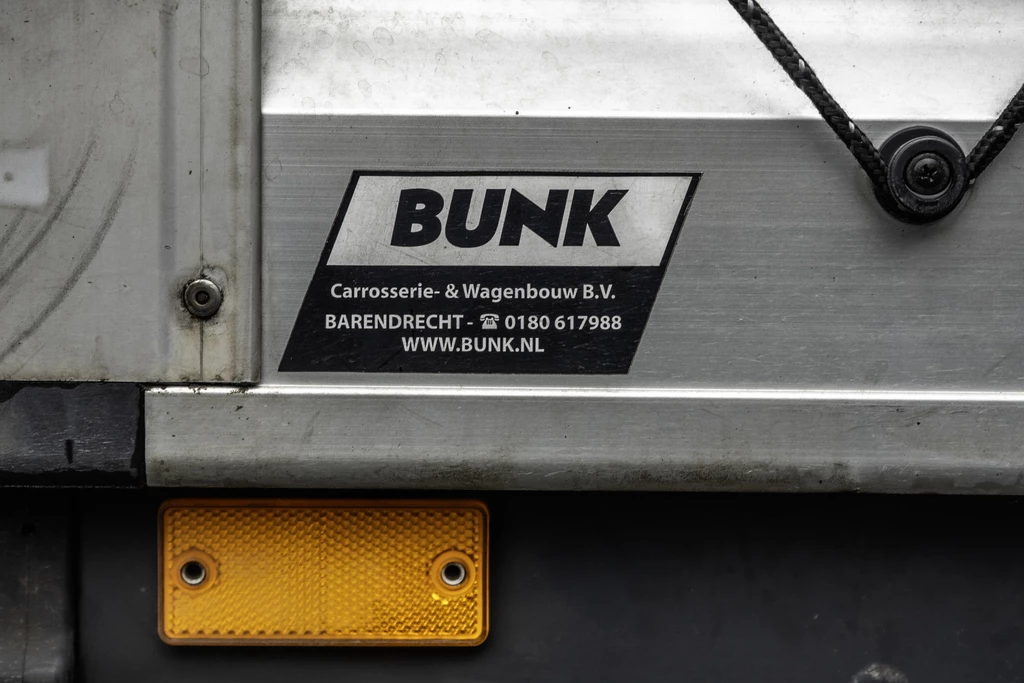 BUNK
Carrosserie- & Wagenbouw B.V.
BARENDRECHT - ☎ 0180 617988
WWW.BUNK.NL